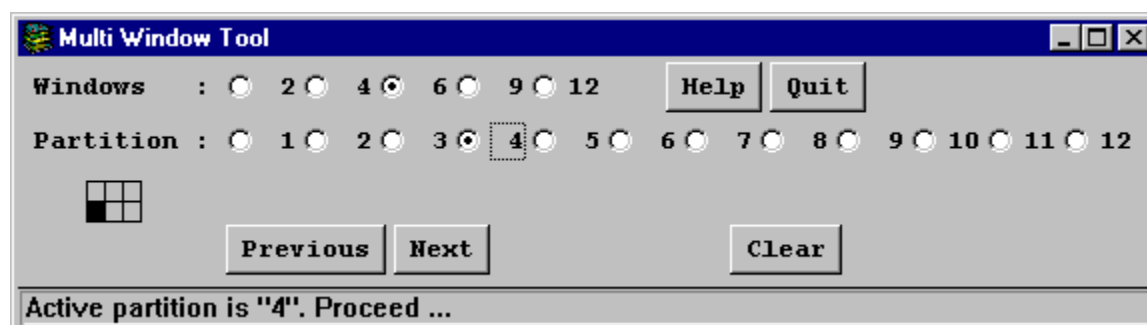 Multi Window Tool
Windows : 2 4 6 9 12 Help Quit
Partition : 1 2 3 4 5 6 7 8 9 10 11 12
Previous Next Clear
Active partition is "4". Proceed ...